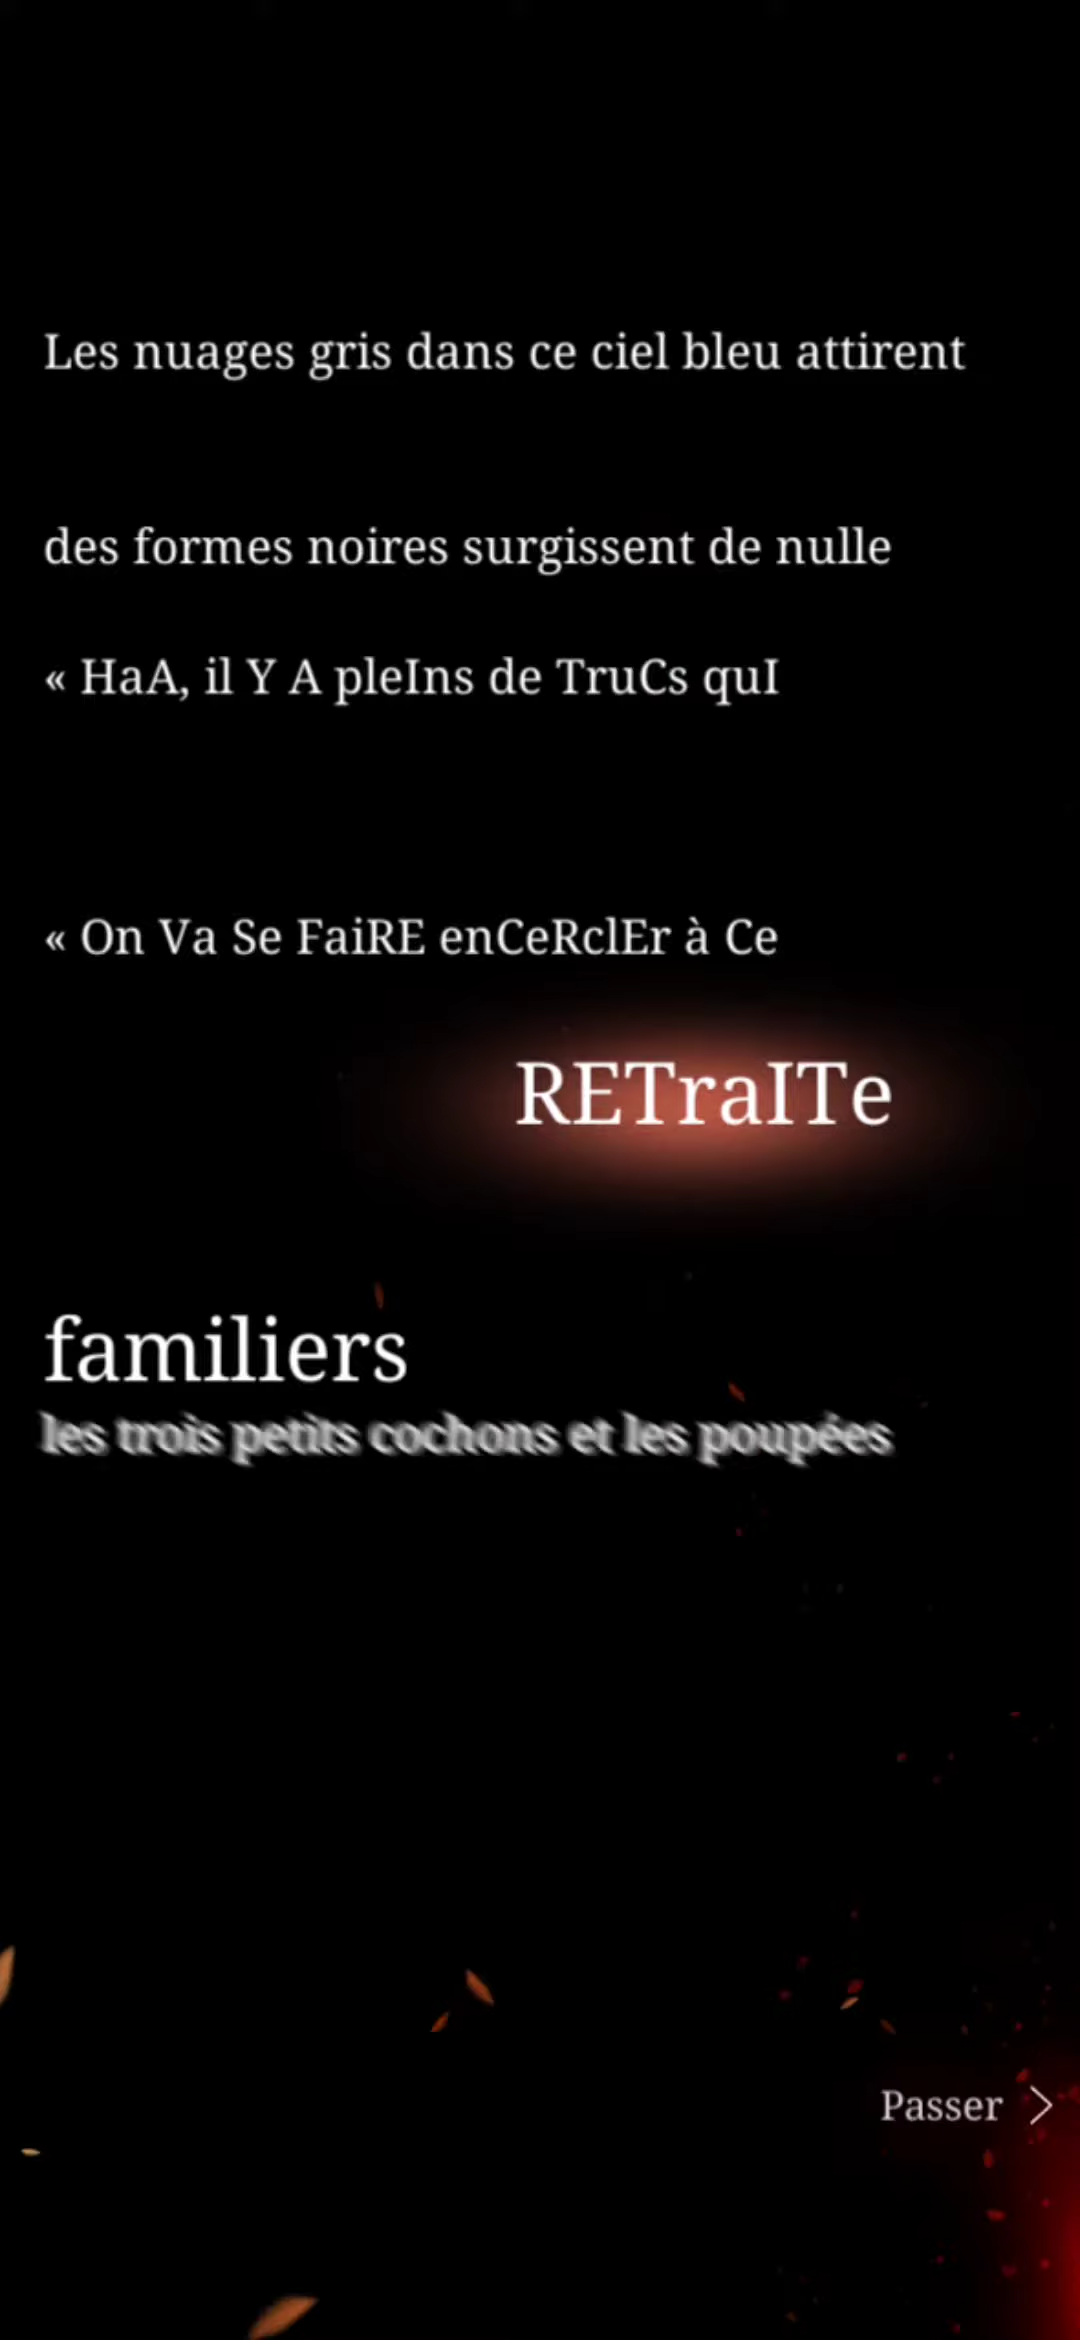 Les nuages gris dans ce ciel bleu attirent
des formes noires surgissent de nulle
« HaA, il Y A pleIns de TruCs quI
« On Va Se FaiRE enCeRclEr à Ce
RETraITe
familiers
les trois petits cochons et les poupées
Passer